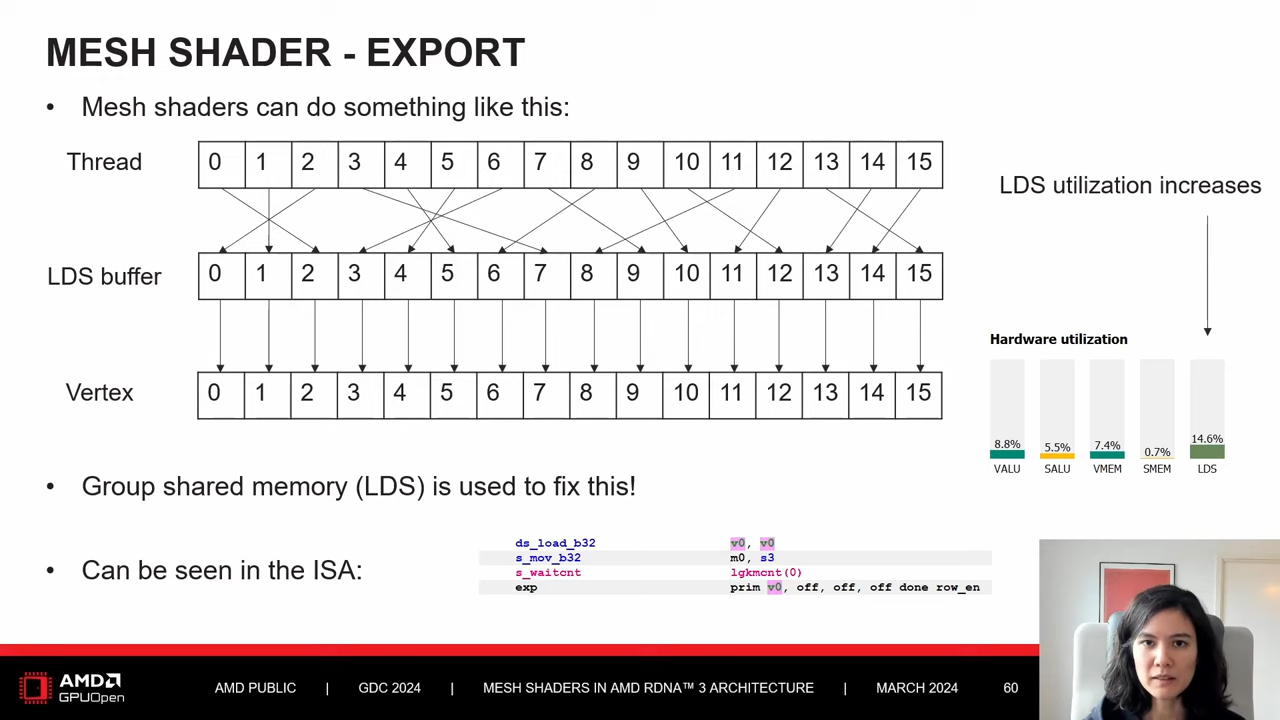 MESH SHADER - EXPORT
• Mesh shaders can do something like this:
Thread 0 1 2 3 4 5 6 7 8 9 10 11 12 13 14 15
LDS utilization increases
LDS buffer 0 1 2 3 4 5 6 7 8 9 10 11 12 13 14 15
Hardware utilization
Vertex 0 1 2 3 4 5 6 7 8 9 10 11 12 13 14 15
8.8% 5.5% 7.4% 0.7% 14.6%
VALU SALU VMEM SMEM LDS
• Group shared memory (LDS) is used to fix this!
• Can be seen in the ISA:
ds_load_b32 v0, v0
s_mov_b32 m0, s3
s_waitcnt lgkmcnt(0)
exp prim v0, off, off, off done row_en
AMD
GPUOpen
AMD PUBLIC | GDC 2024 | MESH SHADERS IN AMD RDNA™ 3 ARCHITECTURE | MARCH 2024 60